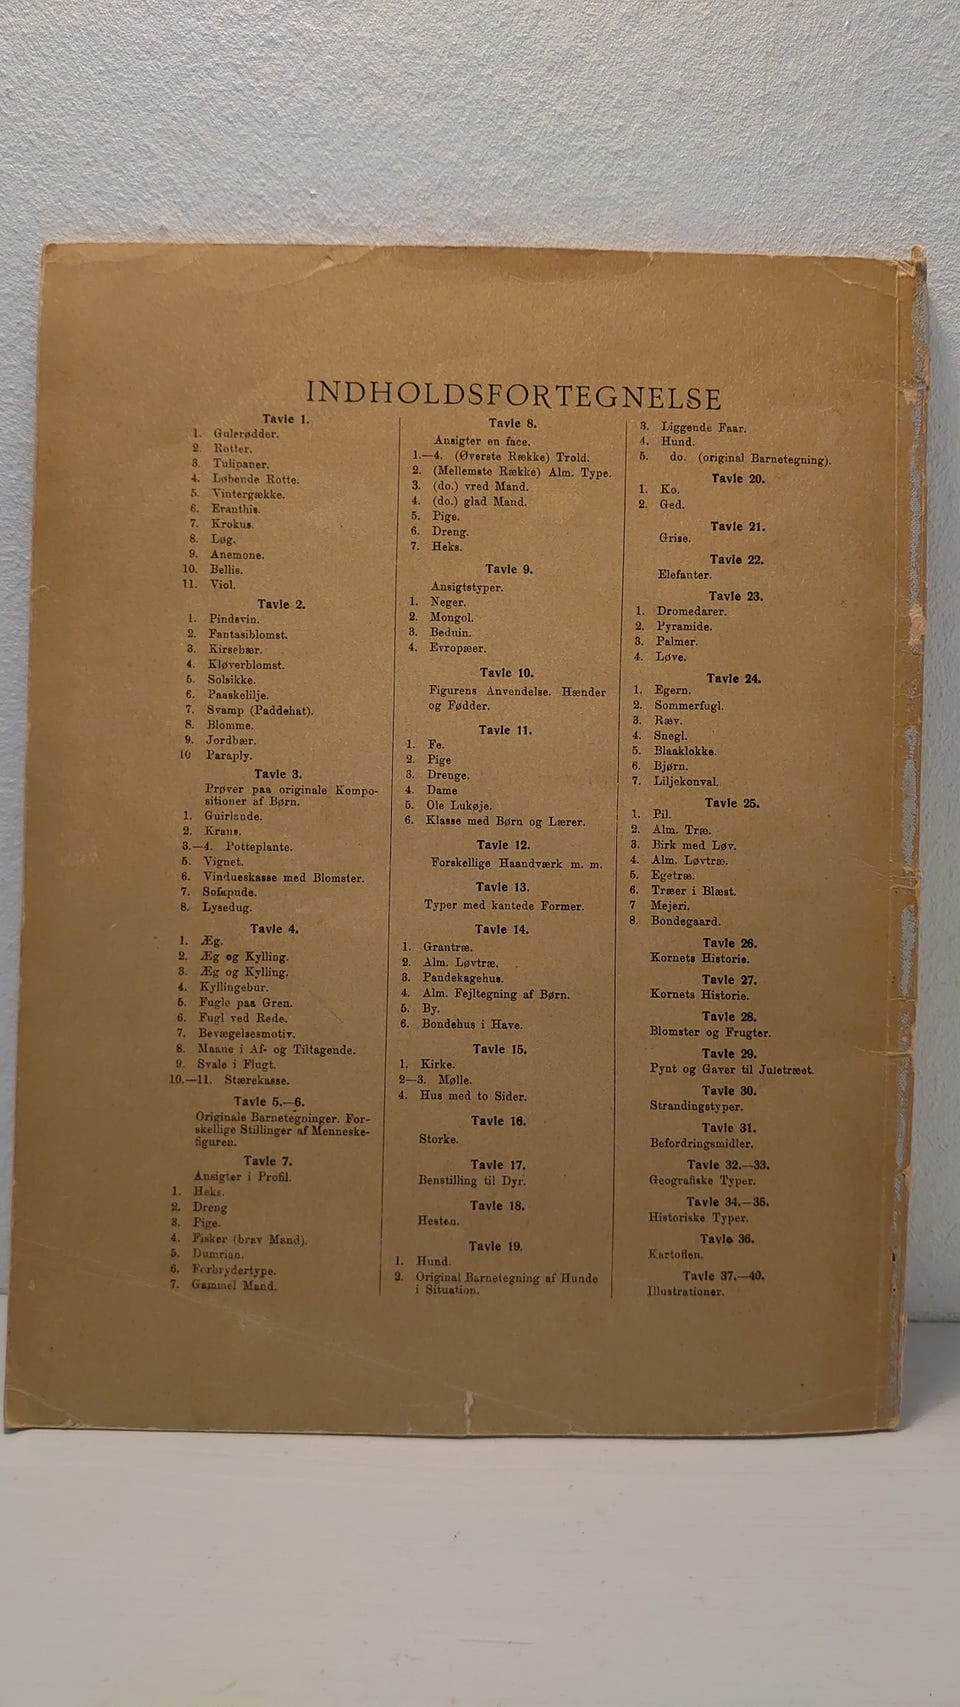 INDHOLDSFORTEGNELSE
Tavle 1.
1. Gulerødder.
2. Rotter.
3. Tulipaner.
4. Løbende Rotte.
5. Vintergække.
6. Eranthis.
7. Krokus.
8. Løg.
9. Anemone.
10. Bellis.
11. Viol.
Tavle 2.
1. Pindsvin.
2. Fantasiblomst.
3. Kirsebær.
4. Kløverblomst.
5. Solsikke.
6. Paaskelilje.
7. Svamp (Paddehat).
8. Blomme.
9. Jordbær.
10 Paraply.
Tavle 3.
Prøver paa originale Kompo-
sitioner af Børn.
1. Guirlande.
2. Krans.
3.—4. Potteplante.
5. Vignet.
6. Vindueskasse med Blomster.
7. Sofapude.
8. Lysedug.
Tavle 4.
1. Æg.
2. Æg og Kylling.
3. Æg og Kylling.
4. Kyllingebur.
5. Fugle paa Gren.
6. Fugl ved Rede.
7. Bevægelsesmotiv.
8. Maane i Af- og Tiltagende.
9. Svale i Flugt.
10.—11. Stærekasse.
Tavle 5.—6.
Originale Barnetegninger. For-
skellige Stillinger af Menneske-
figuren.
Tavle 7.
Ansigter i Profil.
1. Heks.
2. Dreng
3. Pige.
4. Fisker (brav Mand).
5. Dumrian.
6. Forbrydertype.
7. Gammel Mand.
Tavle 8.
Ansigter en face.
1.—4. (Øverste Række) Trold.
2. (Mellemste Række) Alm. Type.
3. (do.) vred Mand.
4. (do.) glad Mand.
5. Pige.
6. Dreng.
7. Heks.
Tavle 9.
Ansigtstyper.
1. Neger.
2. Mongol.
3. Beduin.
4. Evropæer.
Tavle 10.
Figurens Anvendelse. Hænder
og Fødder.
Tavle 11.
1. Fe.
2. Pige
3. Drenge.
4. Dame
5. Ole Lukøje.
6. Klasse med Børn og Lærer.
Tavle 12.
Forskellige Haandværk m. m.
Tavle 13.
Typer med kantede Former.
Tavle 14.
1. Grantræ.
2. Alm. Løvtræ.
3. Pandekagehus.
4. Alm. Fejltegning af Børn.
5. By.
6. Bondehus i Have.
Tavle 15.
1. Kirke.
2—3. Mølle.
4. Hus med to Sider.
Tavle 16.
Storke.
Tavle 17.
Benstilling til Dyr.
Tavle 18.
Hesten.
Tavle 19.
1. Hund.
2. Original Barnetegning af Hunde
i Situation.
3. Liggende Faar.
4. Hund.
5. do. (original Barnetegning).
Tavle 20.
1. Ko.
2. Ged.
Tavle 21.
Grise.
Tavle 22.
Elefanter.
Tavle 23.
1. Dromedarer.
2. Pyramide.
3. Palmer.
4. Løve.
Tavle 24.
1. Egern.
2. Sommerfugl.
3. Ræv.
4. Snegl.
5. Blaaklokke.
6. Bjørn.
7. Liljekonval.
Tavle 25.
1. Pil.
2. Alm. Træ.
3. Birk med Løv.
4. Alm. Løvtræ.
5. Egetræ.
6. Træer i Blæst.
7 Mejeri.
8. Bondegaard.
Tavle 26.
Kornets Historie.
Tavle 27.
Kornets Historie.
Tavle 28.
Blomster og Frugter.
Tavle 29.
Pynt og Gaver til Juletræet.
Tavle 30.
Strandingstyper.
Tavle 31.
Befordringsmidler.
Tavle 32.—33.
Geografiske Typer.
Tavle 34.—35.
Historiske Typer.
Tavle 36.
Kartoflen.
Tavle 37.—40.
Illustrationer.